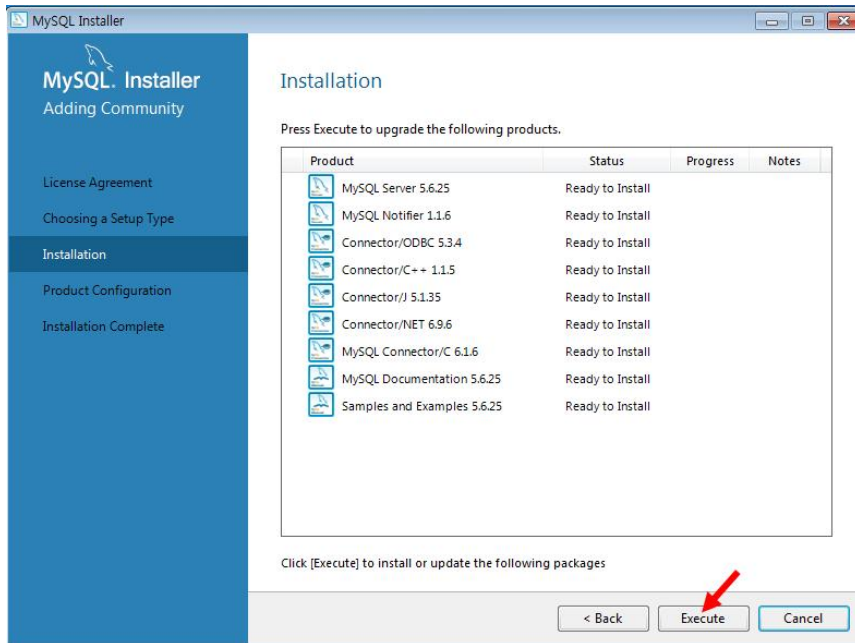 MySQL Installer
MySQL. Installer
Adding Community
License Agreement
Choosing a Setup Type
Installation
Product Configuration
Installation Complete
Installation
Press Execute to upgrade the following products.
Product Status Progress Notes
MySQL Server 5.6.25 Ready to Install
MySQL Notifier 1.1.6 Ready to Install
Connector/ODBC 5.3.4 Ready to Install
Connector/C++ 1.1.5 Ready to Install
Connector/J 5.1.35 Ready to Install
Connector/NET 6.9.6 Ready to Install
MySQL Connector/C 6.1.6 Ready to Install
MySQL Documentation 5.6.25 Ready to Install
Samples and Examples 5.6.25 Ready to Install
Click [Execute] to install or update the following packages
< Back Execute Cancel